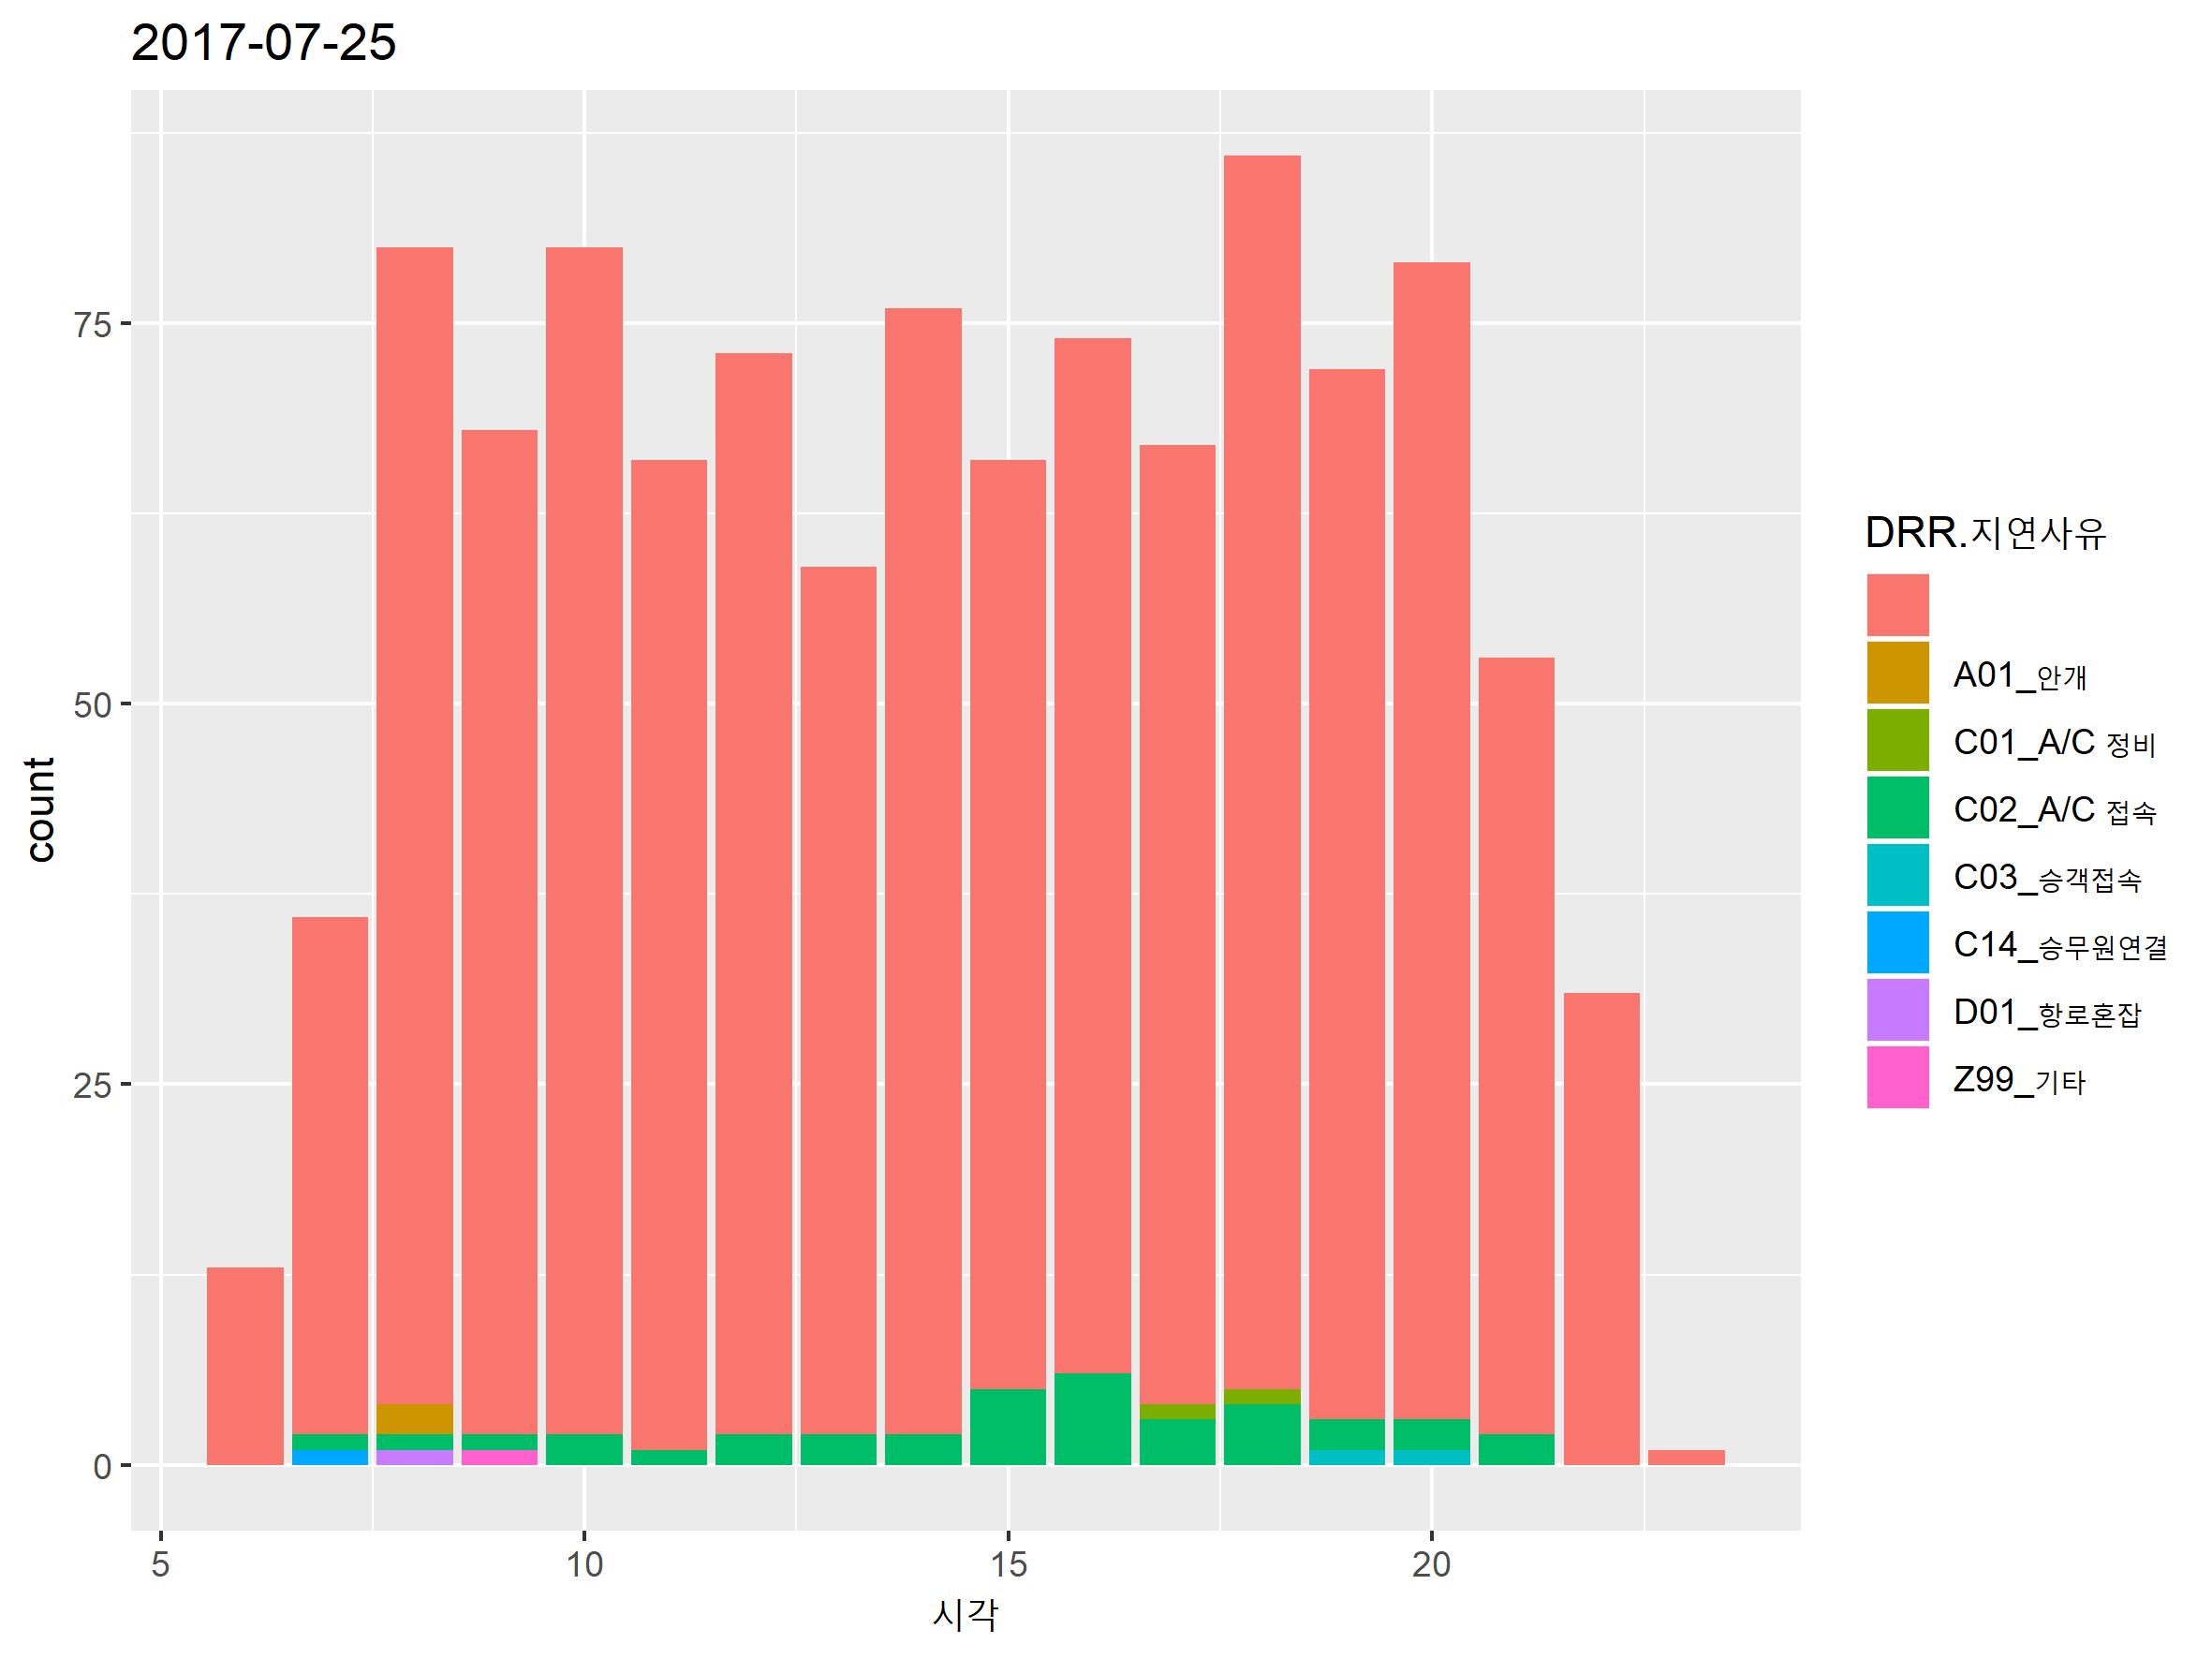 2017-07-25
75
50
25
0
count
5 10 15 20
시각
DRR.지연사유
A01_안개
C01_A/C 정비
C02_A/C 접속
C03_승객접속
C14_승무원연결
D01_항로혼잡
Z99_기타